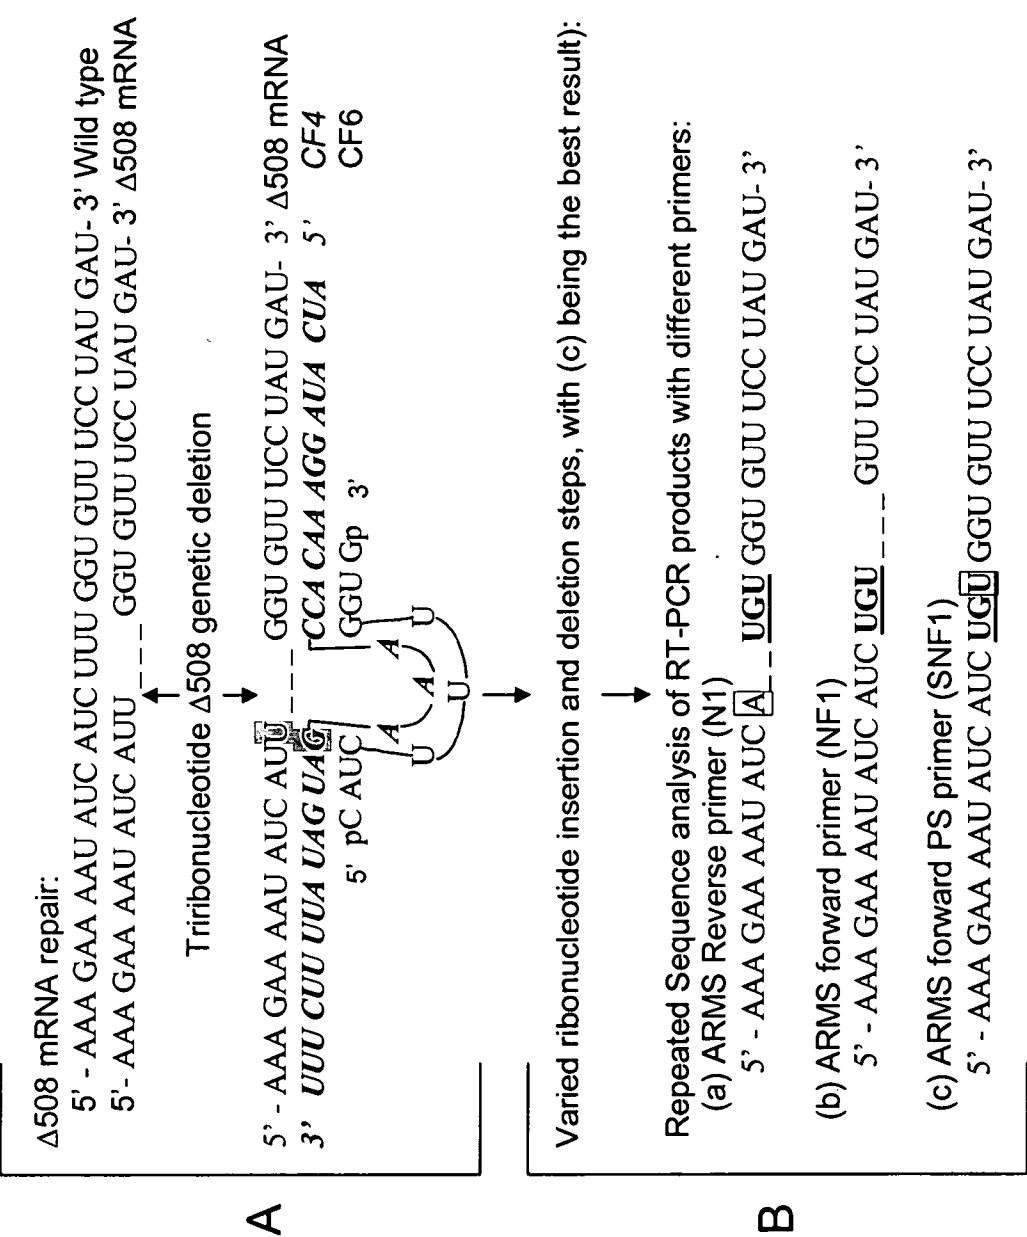 A
Δ508 mRNA repair:
5' - AAA GAA AAU AUC AUC UUU GGU GUU UCC UAU GAU- 3' Wild type
5'- AAA GAA AAU AUC AUU _ _ _ GGU GUU UCC UAU GAU- 3' Δ508 mRNA
Triribonucleotide Δ508 genetic deletion
5' - AAA GAA AAU AUC AUU _ _ _ _ GGU GUU UCC UAU GAU- 3' Δ508 mRNA
3' UUU CUU UUA UAG UAG CCA CAA AGG AUA CUA 5' CF4
5' pC AUC GGU Gp 3' CF6
A A A
U U U
B
Varied ribonucleotide insertion and deletion steps, with (c) being the best result):
Repeated Sequence analysis of RT-PCR products with different primers:
(a) ARMS Reverse primer (N1)
5' - AAA GAA AAU AUC A _ _ UGU GGU GUU UCC UAU GAU- 3'
(b) ARMS forward primer (NF1)
5' - AAA GAA AAU AUC AUC UGU _ _ _ GUU UCC UAU GAU- 3'
(c) ARMS forward PS primer (SNF1)
5' - AAA GAA AAU AUC AUC UGU GGU GUU UCC UAU GAU- 3'